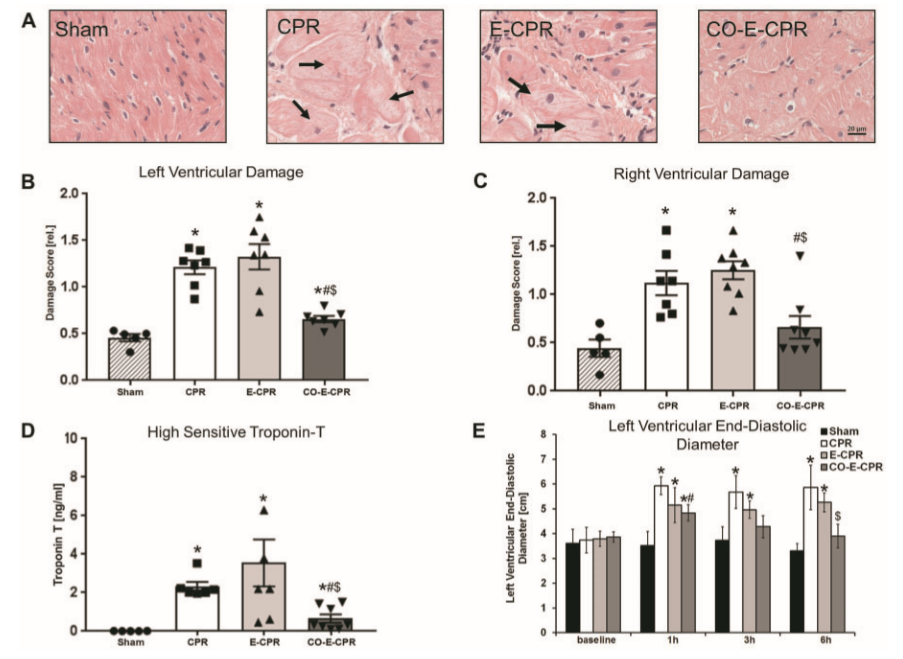 A
Sham
CPR
E-CPR
CO-E-CPR
20 µm
B
Left Ventricular Damage
Damage Score [rel.]
2.0
1.5
1.0
0.5
0.0
*
*
*#$
Sham
CPR
E-CPR
CO-E-CPR
C
Right Ventricular Damage
Damage Score [rel.]
2.0
1.5
1.0
0.5
0.0
*
*
#$
Sham
CPR
E-CPR
CO-E-CPR
D
High Sensitive Troponin-T
Troponin T [ng/ml]
10
8
6
4
2
0
*
*
*#$
Sham
CPR
E-CPR
CO-E-CPR
E
Left Ventricular End-Diastolic
Diameter
Sham
CPR
E-CPR
CO-E-CPR
Left Ventricular End-Diastolic
Diameter [cm]
8
7
6
5
4
3
2
1
0
*
*
*#
*
*
*
*
$
baseline
1h
3h
6h